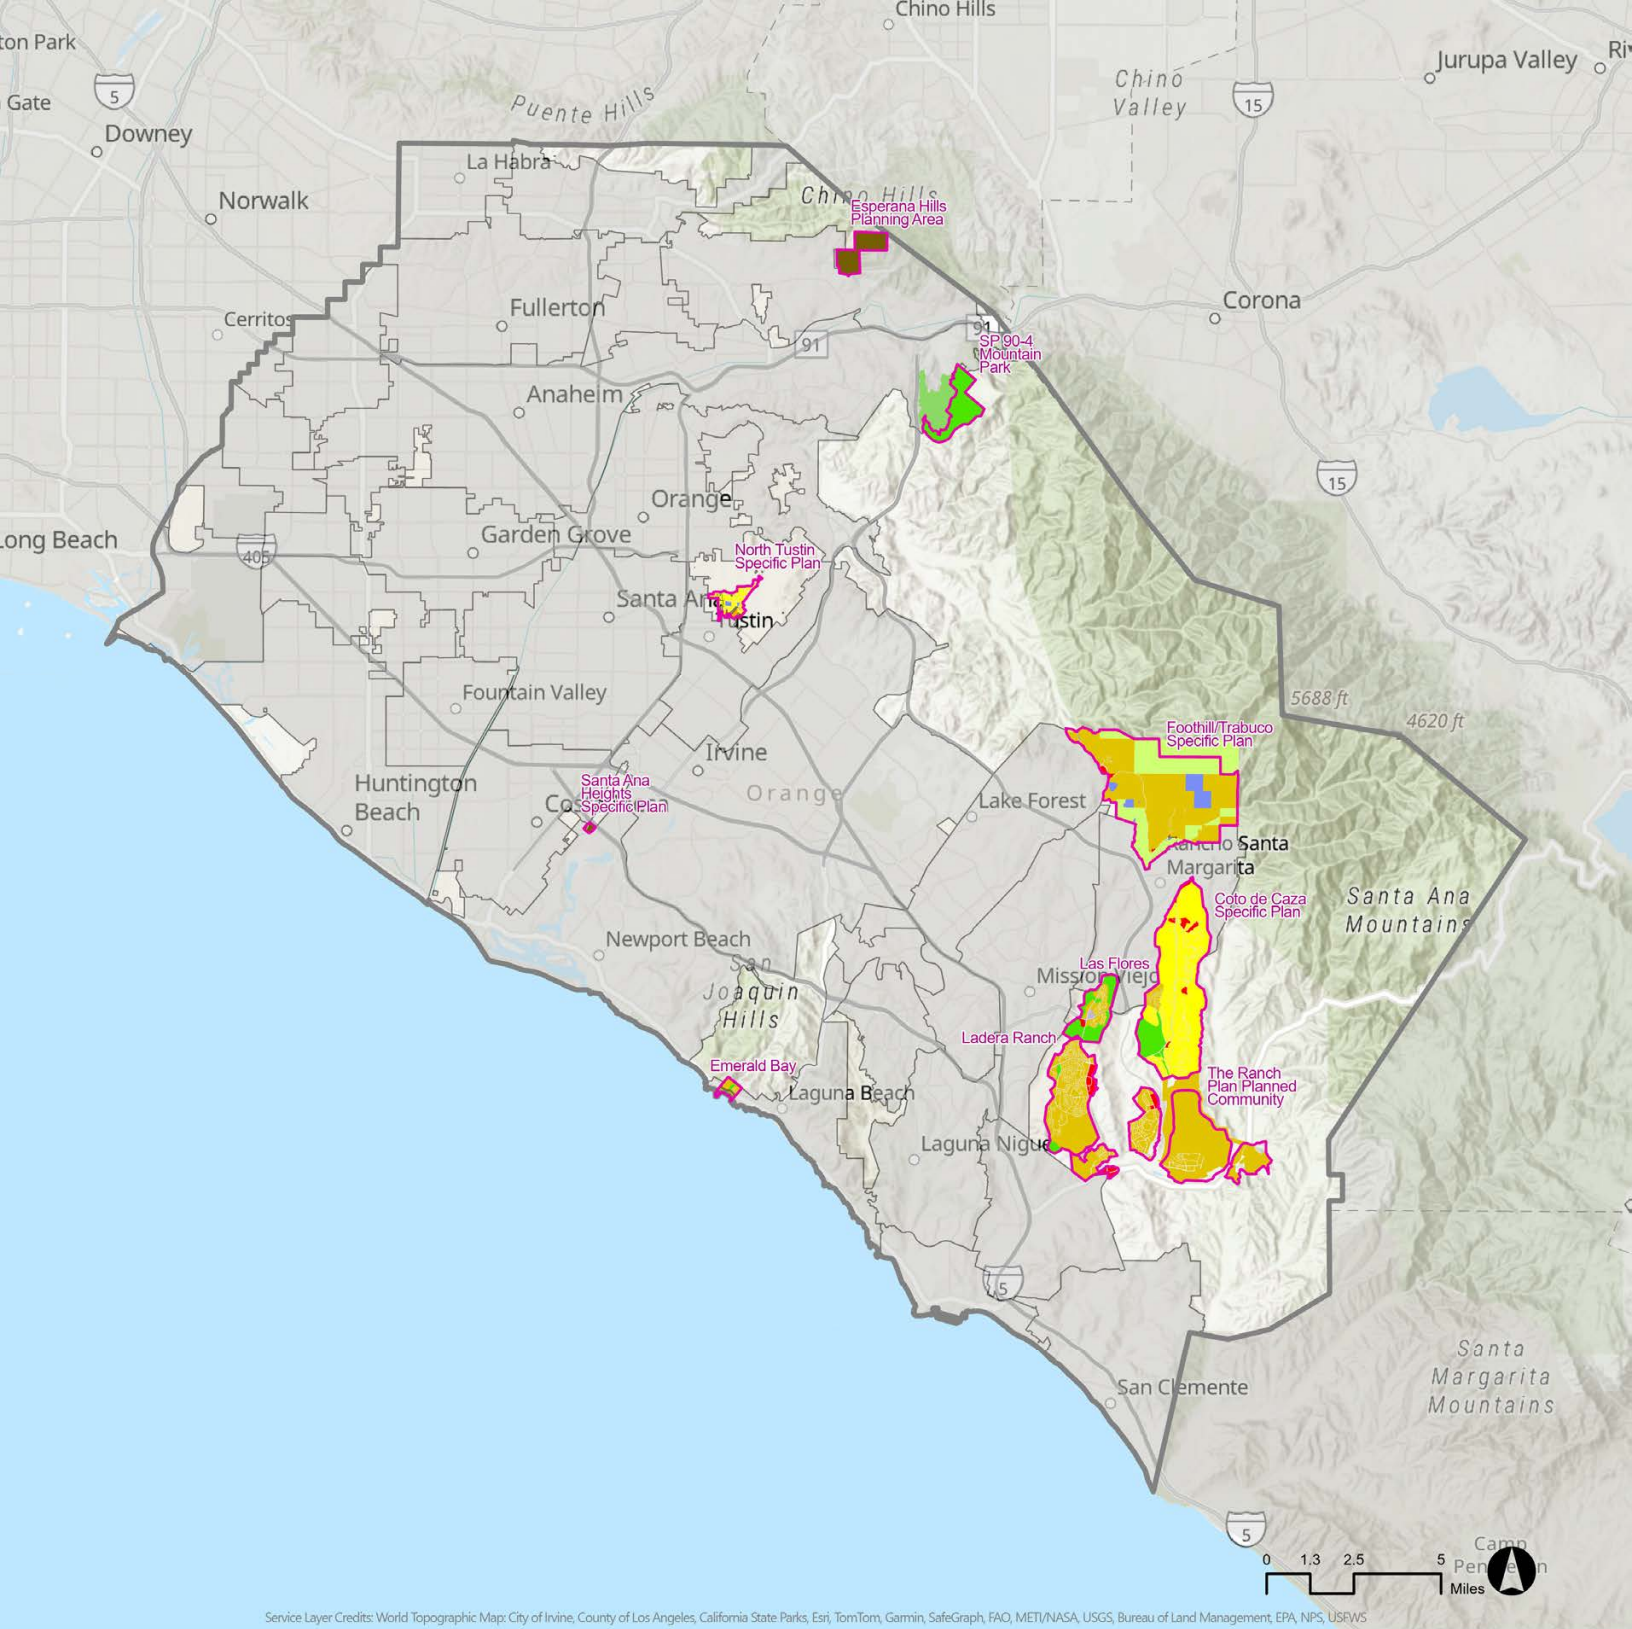 Chino Hills
ton Park
Jurupa Valley
Chino
Valley
5
15
Gate
Puente Hills
Downey
La Habra
Norwalk
Chino Hills
Esperana Hills
Planning Area
Corona
Fullerton
Cerritos
91
91
SP 90-4
Mountain
Park
Anaheim
15
Orange
Garden Grove
Long Beach
405
North Tustin
Specific Plan
Santa Ana
Tustin
Fountain Valley
5688 ft
4620 ft
Foothill/Trabuco
Specific Plan
Irvine
Santa Ana
Heights
Specific Plan
Huntington
Beach
Orange
Lake Forest
Rancho Santa
Margarita
Coto de Caza
Specific Plan
Santa Ana
Mountains
Newport Beach
Las Flores
Mission Viejo
San
Joaquin
Hills
Ladera Ranch
Emerald Bay
Laguna Beach
The Ranch
Plan Planned
Community
Laguna Nigue
5
San Clemente
Santa
Margarita
Mountains
5
Camp
0 1.3 2.5 5
Miles
Service Layer Credits: World Topographic Map: City of Irvine, County of Los Angeles, California State Parks, Esri, TomTom, Garmin, SafeGraph, FAO, METI/NASA, USGS, Bureau of Land Management, EPA, NPS, USFWS